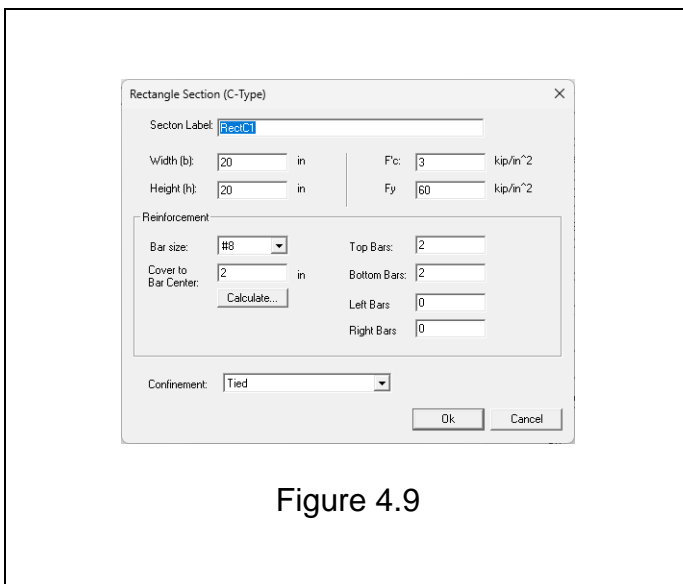 Rectangle Section (C-Type)
Secton Label: RectC1
Width (b): 20 in F'c: 3 kip/in^2
Height (h): 20 in Fy 60 kip/in^2
Reinforcement
Bar size: #8 Top Bars: 2
Cover to
Bar Center: 2 in Bottom Bars: 2
Calculate... Left Bars 0
Right Bars 0
Confinement: Tied
Ok Cancel
Figure 4.9